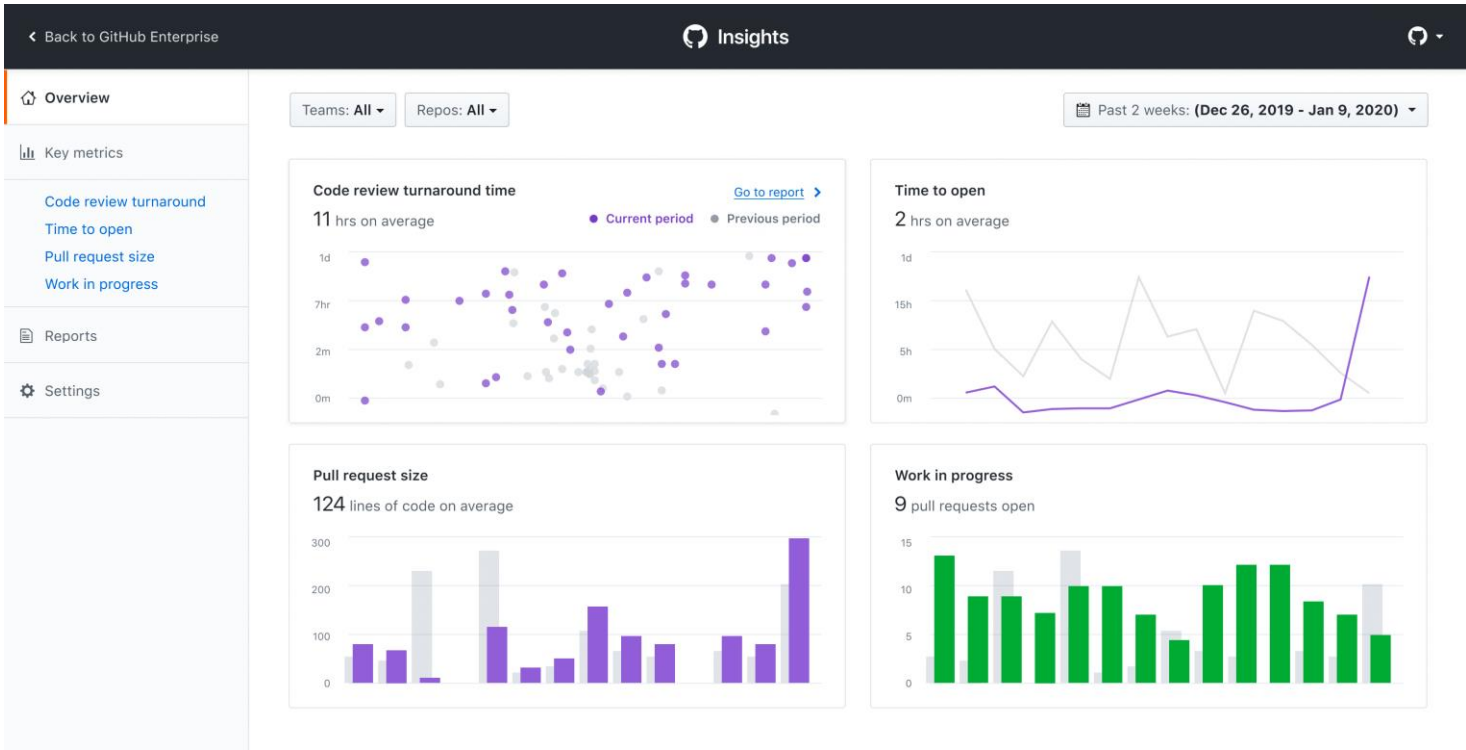 Back to GitHub Enterprise
Insights
Overview
Key metrics
Code review turnaround
Time to open
Pull request size
Work in progress
Reports
Settings
Teams: All
Repos: All
Past 2 weeks: (Dec 26, 2019 - Jan 9, 2020)
Code review turnaround time
Go to report
11 hrs on average
Current period
Previous period
1d
7hr
2m
0m
Time to open
2 hrs on average
1d
15h
5h
0m
Pull request size
124 lines of code on average
300
200
100
0
Work in progress
9 pull requests open
15
10
5
0